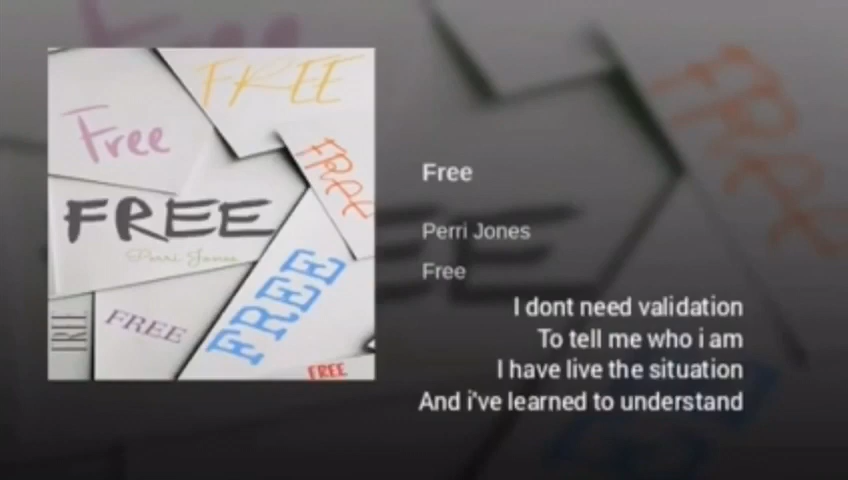 FREE
Free
FREE
FREE
Perri Jones
FREE
FREE
FREE
FREE
Free
Perri Jones
Free
I dont need validation
To tell me who i am
I have live the situation
And i've learned to understand